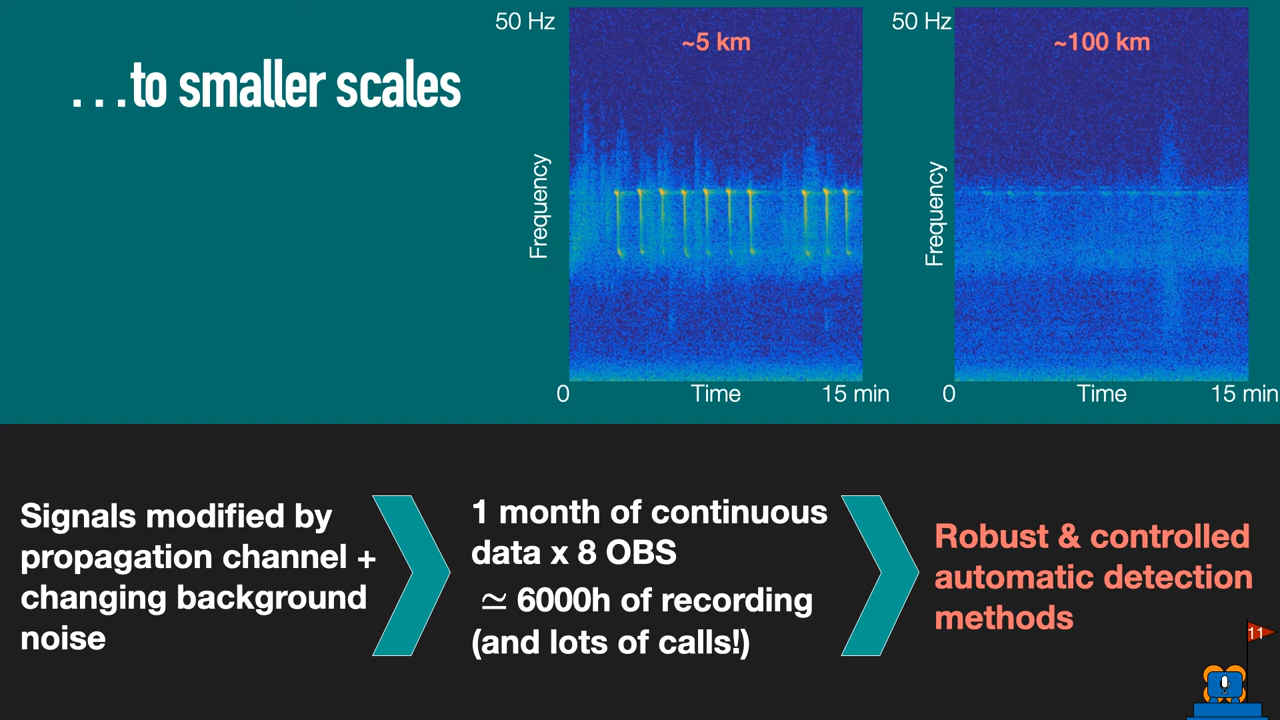 ...to smaller scales
50 Hz
~5 km
Frequency
0
Time
15 min
50 Hz
~100 km
Frequency
0
Time
15 min
Signals modified by
propagation channel +
changing background
noise
1 month of continuous
data x 8 OBS
≃ 6000h of recording
(and lots of calls!)
Robust & controlled
automatic detection
methods
11